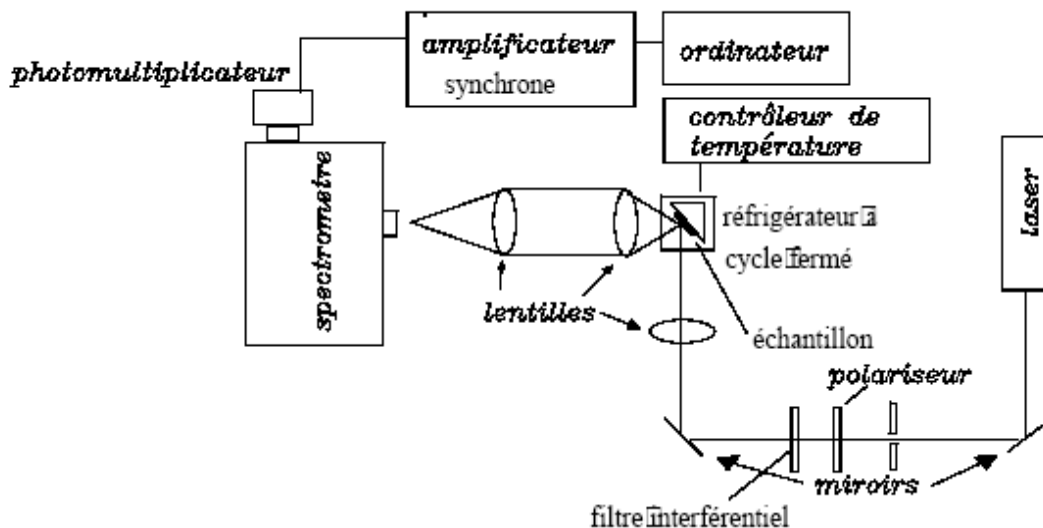 amplificateur
synchrone
ordinateur
photomultiplicateur
contrôleur de
température
laser
spectrometre
réfrigérateur à
cycle fermé
lentilles
échantillon
polariseur
miroirs
filtre interférentiel